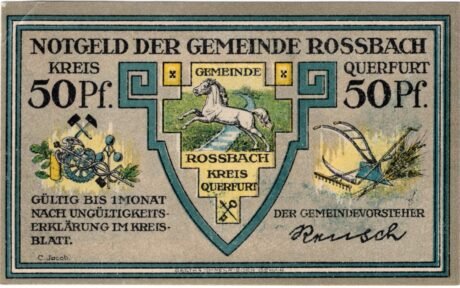 NOTGELD DER GEMEINDE ROSSBACH
KREIS
QUERFURT
50 Pf.
50 Pf.
GEMEINDE
ROSSBACH
KREIS
QUERFURT
GÜLTIG BIS 1 MONAT
NACH UNGÜLTIGKEITS-
ERKLÄRUNG IM KREIS-
BLATT.
DER GEMEINDEVORSTEHER
Reusch
C. Jacob.